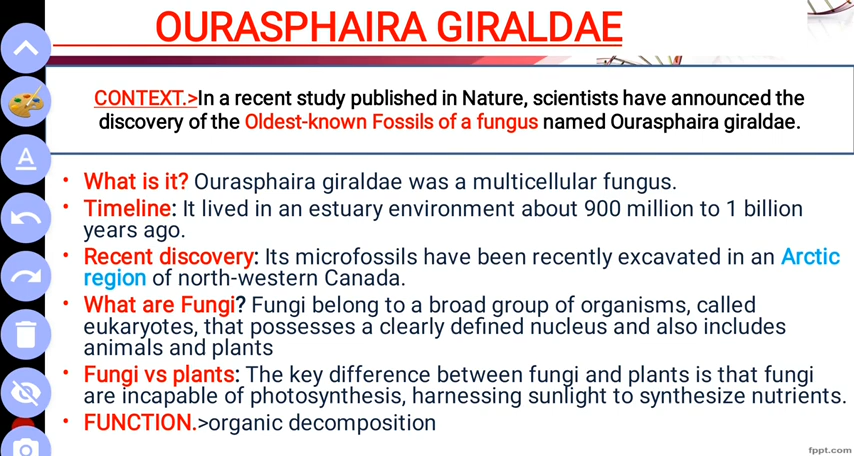 OURASPHAIRA GIRALDAE
CONTEXT.>In a recent study published in Nature, scientists have announced the
discovery of the Oldest-known Fossils of a fungus named Ourasphaira giraldae.
• What is it? Ourasphaira giraldae was a multicellular fungus.
• Timeline: It lived in an estuary environment about 900 million to 1 billion
years ago.
• Recent discovery: Its microfossils have been recently excavated in an Arctic
region of north-western Canada.
• What are Fungi? Fungi belong to a broad group of organisms, called
eukaryotes, that possesses a clearly defined nucleus and also includes
animals and plants
• Fungi vs plants: The key difference between fungi and plants is that fungi
are incapable of photosynthesis, harnessing sunlight to synthesize nutrients.
• FUNCTION.>organic decomposition
A
fppt.com